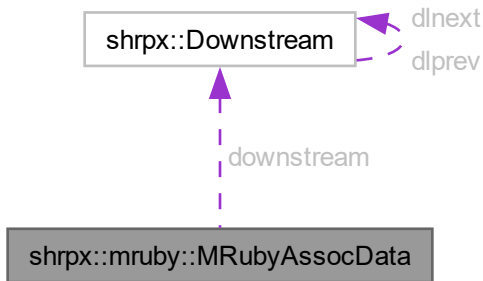 dlnext
shrpx::Downstream
dlprev
downstream
shrpx::mruby::MRubyAssocData